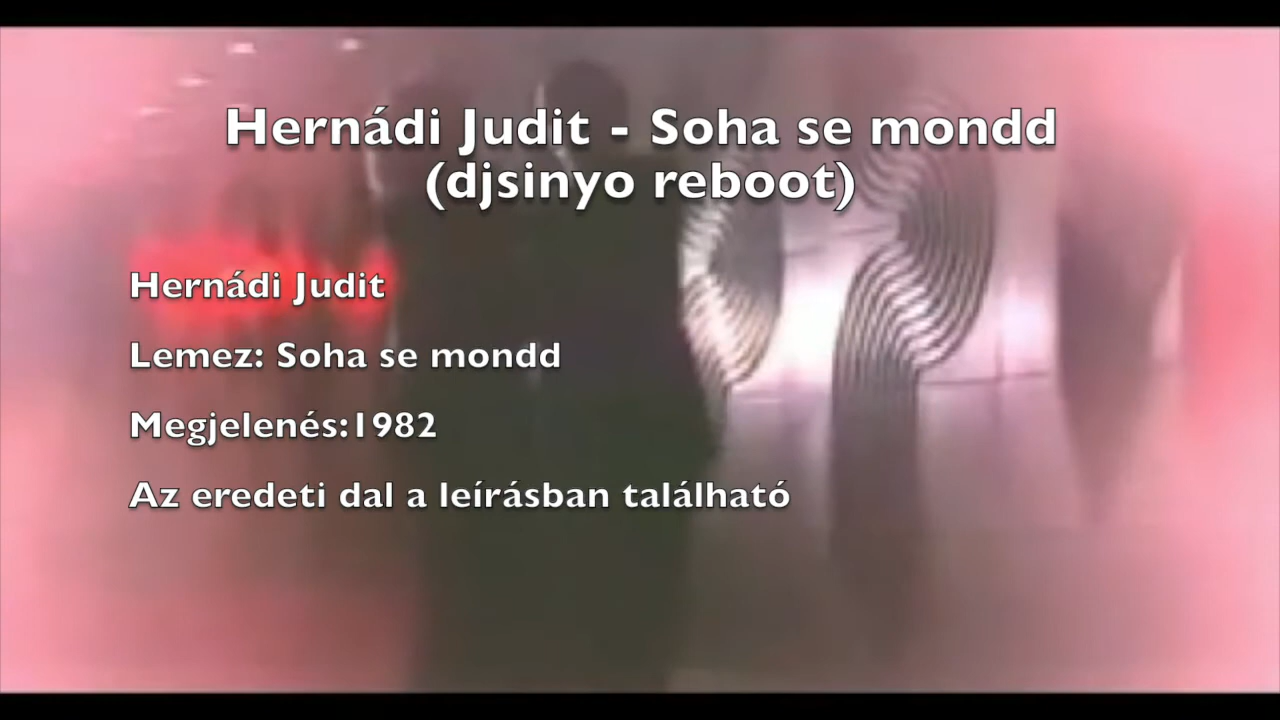 Hernádi Judit - Soha se mondd
(djsinyo reboot)
Hernádi Judit
Lemez: Soha se mondd
Megjelenés:1982
Az eredeti dal a leírásban található